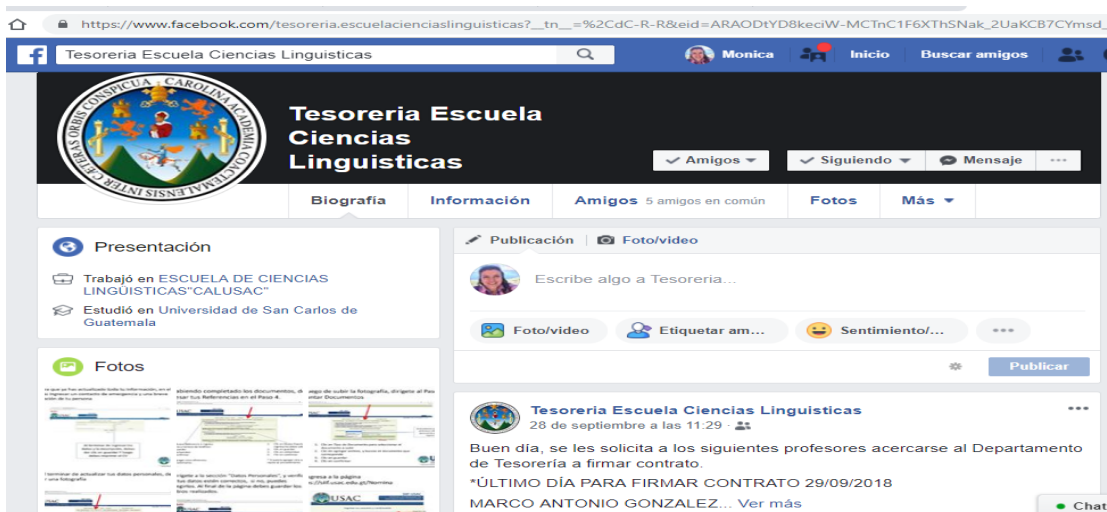 https://www.facebook.com/tesoreria.escuelacienciaslinguisticas?__tn__=%2CdC-R-R&eid=ARAODtYD8keciW-MCTnC1F6XThSNak_2UaKCB7CYmsd_
Tesoreria Escuela Ciencias Linguisticas
Monica
Inicio
Buscar amigos
CAROLINA ACADEMIA COACTEMALENSIS INTER CÆTERAS ORBIS CONSPICUA
Tesoreria Escuela
Ciencias
Linguisticas
Amigos
Siguiendo
Mensaje
Biografía
Información
Amigos 5 amigos en común
Fotos
Más
Presentación
Trabajó en ESCUELA DE CIENCIAS
LINGÜISTICAS"CALUSAC"
Estudió en Universidad de San Carlos de
Guatemala
Fotos
USAC
Publicación
Foto/video
Escribe algo a Tesoreria...
Foto/video
Etiquetar am...
Sentimiento/...
Publicar
Tesoreria Escuela Ciencias Linguisticas
28 de septiembre a las 11:29 ·
Buen día, se les solicita a los siguientes profesores acercarse al Departamento
de Tesorería a firmar contrato.
*ÚLTIMO DÍA PARA FIRMAR CONTRATO 29/09/2018
MARCO ANTONIO GONZALEZ... Ver más
Chat